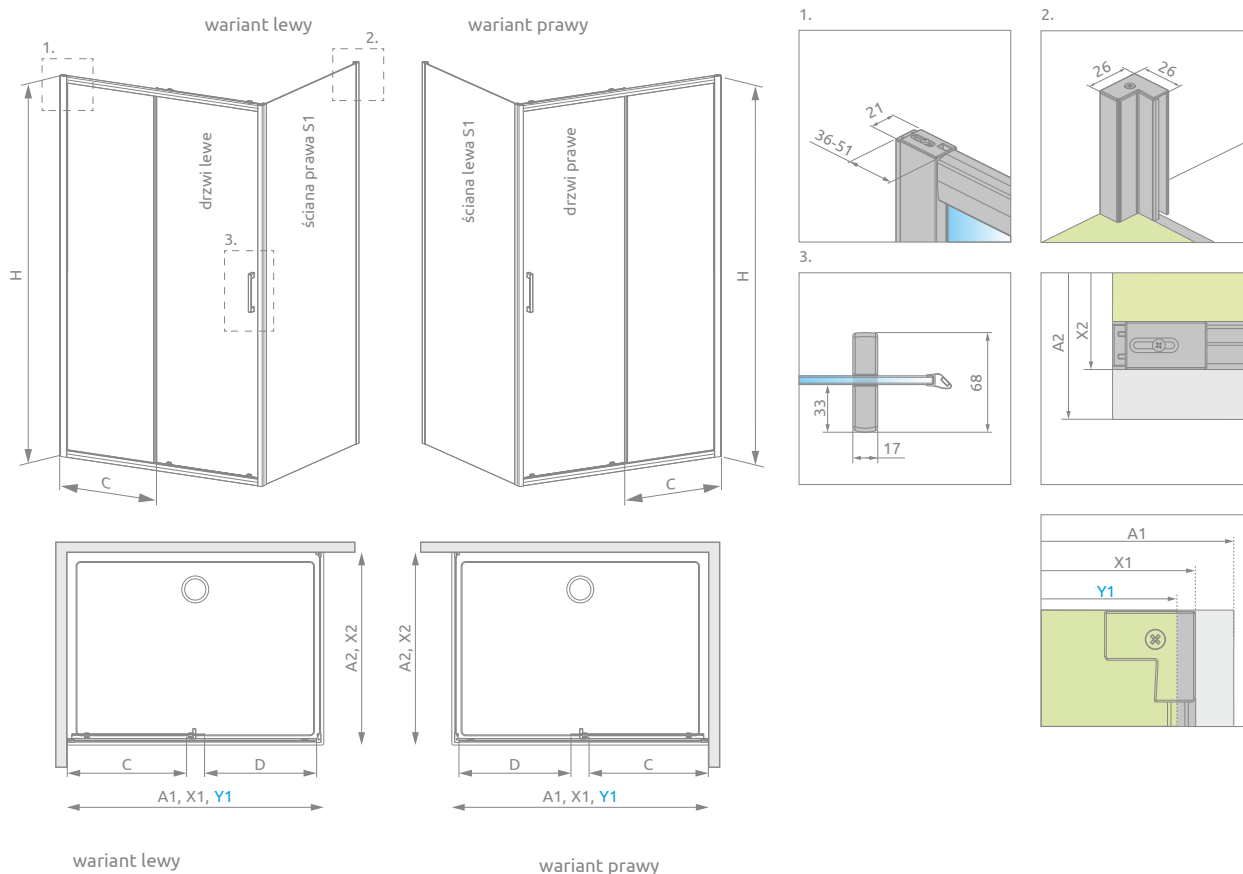 wariant lewy
wariant prawy
1.
2.
H
drzwi lewe
ściana prawa S1
3.
C
ściana lewa S1
drzwi prawe
H
C
1.
21
36-51
2.
26
26
3.
33
68
17
A2
X2
A1
X1
Y1
A2, X2
C
D
A1, X1, Y1
A2, X2
D
C
A1, X1, Y1
wariant lewy
wariant prawy